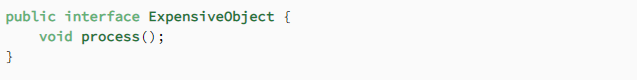 public interface ExpensiveObject {
    void process();
}